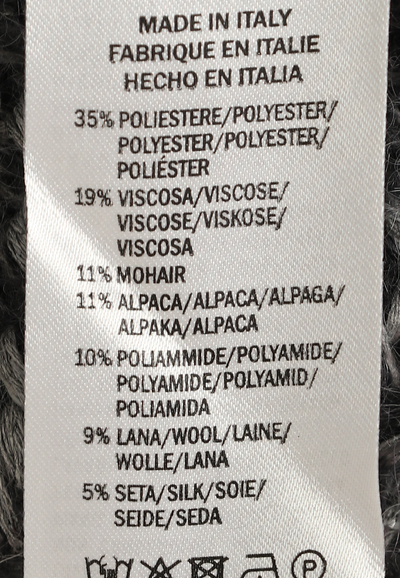 MADE IN ITALY
FABRIQUE EN ITALIE
HECHO EN ITALIA
35% POLIESTERE/POLYESTER/
POLYESTER/POLYESTER/
POLIÉSTER
19% VISCOSA/VISCOSE/
VISCOSE/VISKOSE/
VISCOSA
11% MOHAIR
11% ALPACA/ALPACA/ALPAGA/
ALPAKA/ALPACA
10% POLIAMMIDE/POLYAMIDE/
POLYAMIDE/POLYAMID/
POLIAMIDA
9% LANA/WOOL/LAINE/
WOLLE/LANA
5% SETA/SILK/SOIE/
SEIDE/SEDA
P